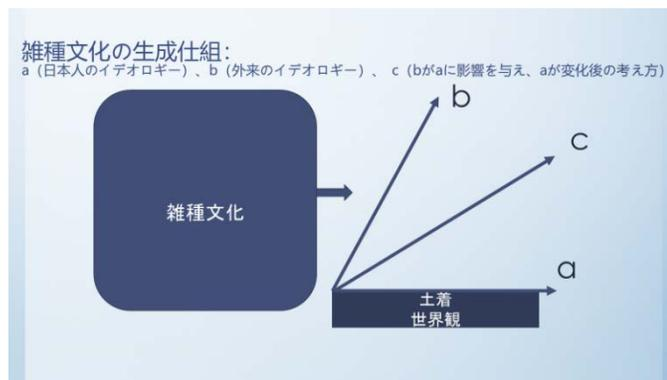 雑種文化の生成仕組：
a（日本人のイデオロギー）、b（外来のイデオロギー）、 c（bがaに影響を与え、aが変化後の考え方）
b
c
雑種文化
a
土着
世界観